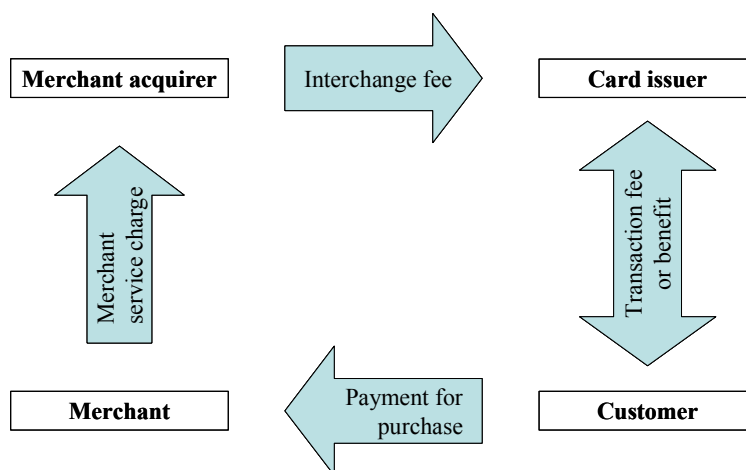 Merchant acquirer
Interchange fee
Card issuer
Merchant
service charge
Transaction fee
or benefit
Merchant
Payment for
purchase
Customer